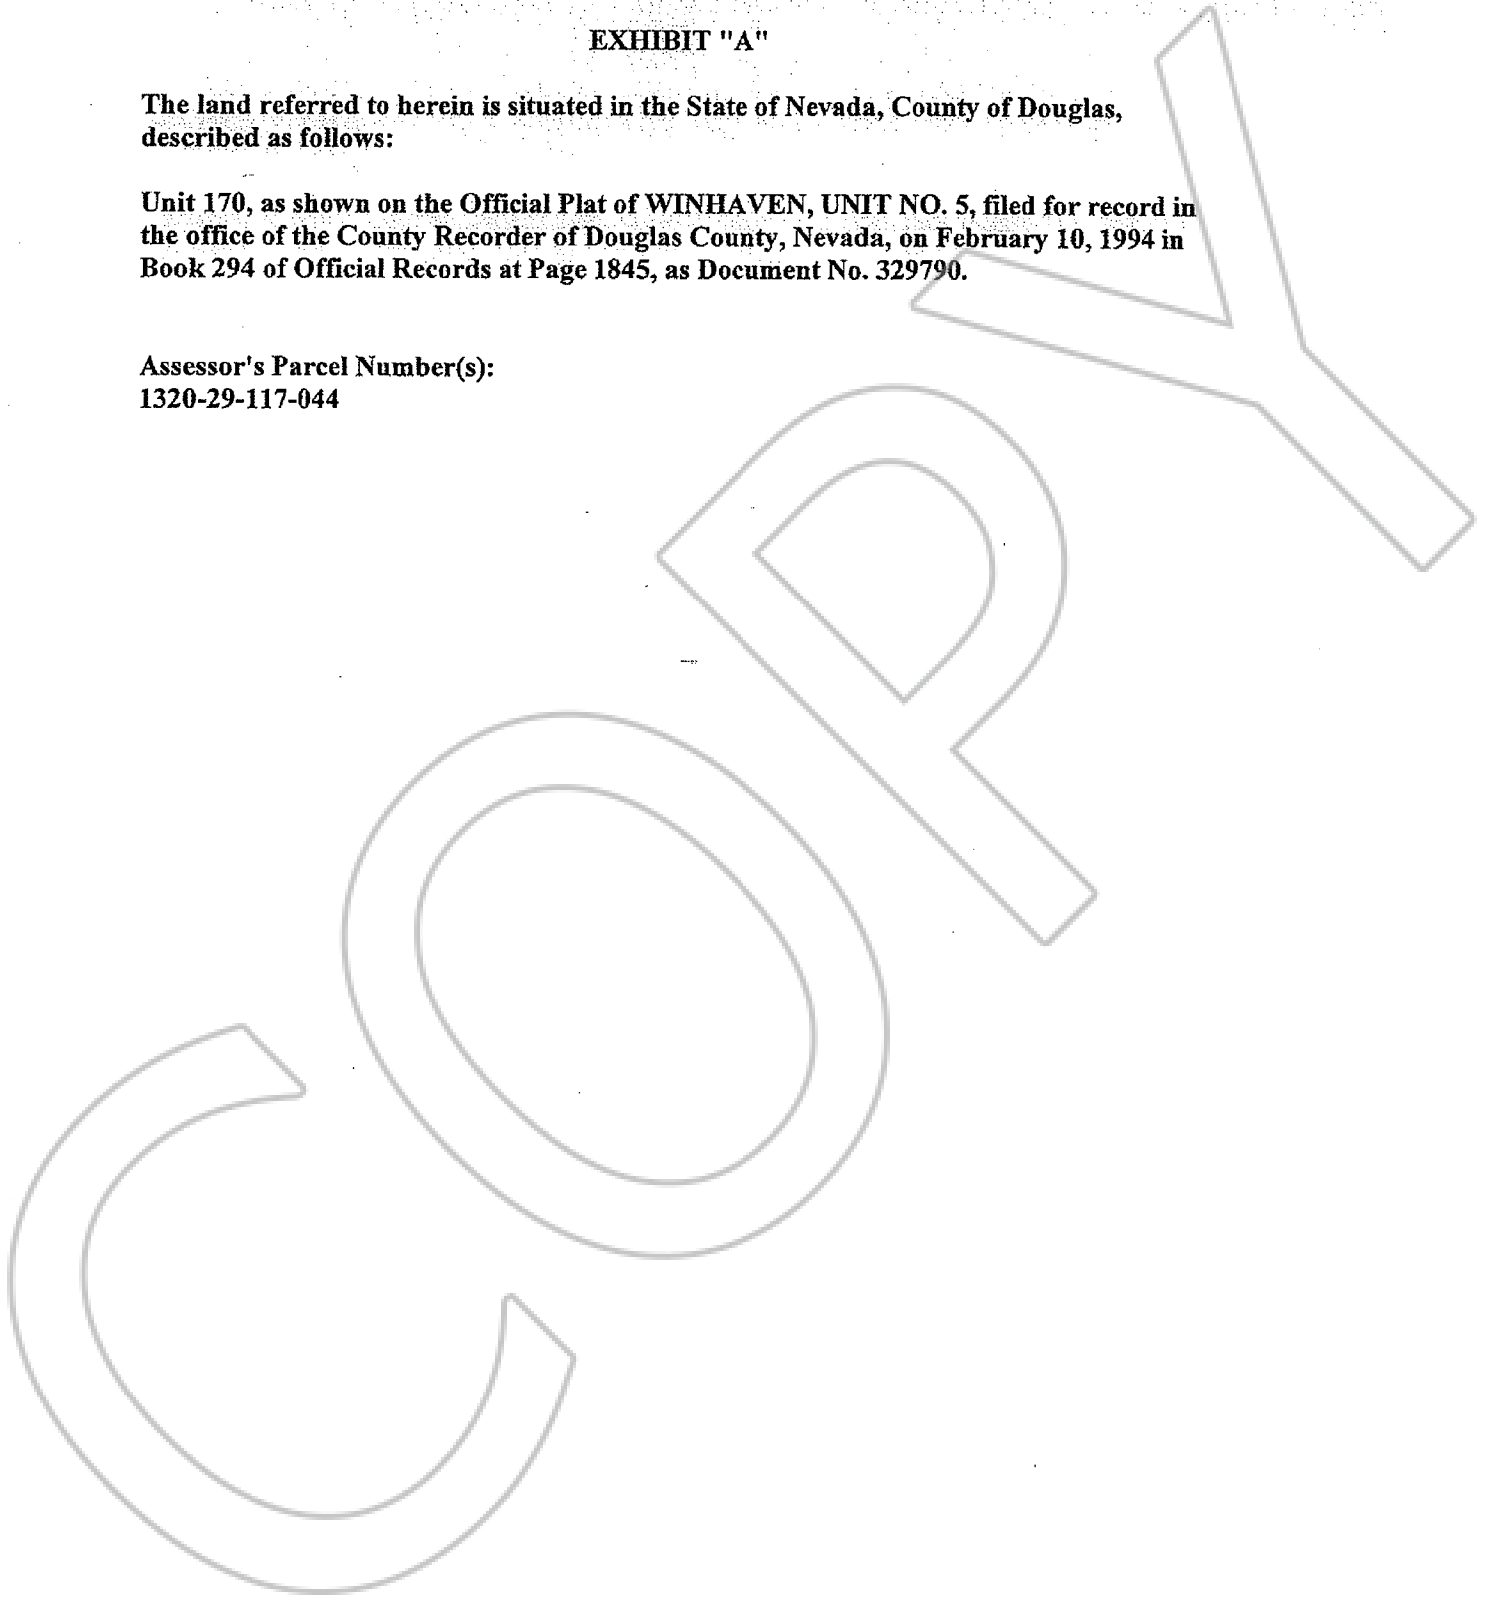 EXHIBIT "A"
The land referred to herein is situated in the State of Nevada, County of Douglas,
described as follows:
Unit 170, as shown on the Official Plat of WINHAVEN, UNIT NO. 5, filed for record in
the office of the County Recorder of Douglas County, Nevada, on February 10, 1994 in
Book 294 of Official Records at Page 1845, as Document No. 329790.
Assessor's Parcel Number(s):
1320-29-117-044
COPY